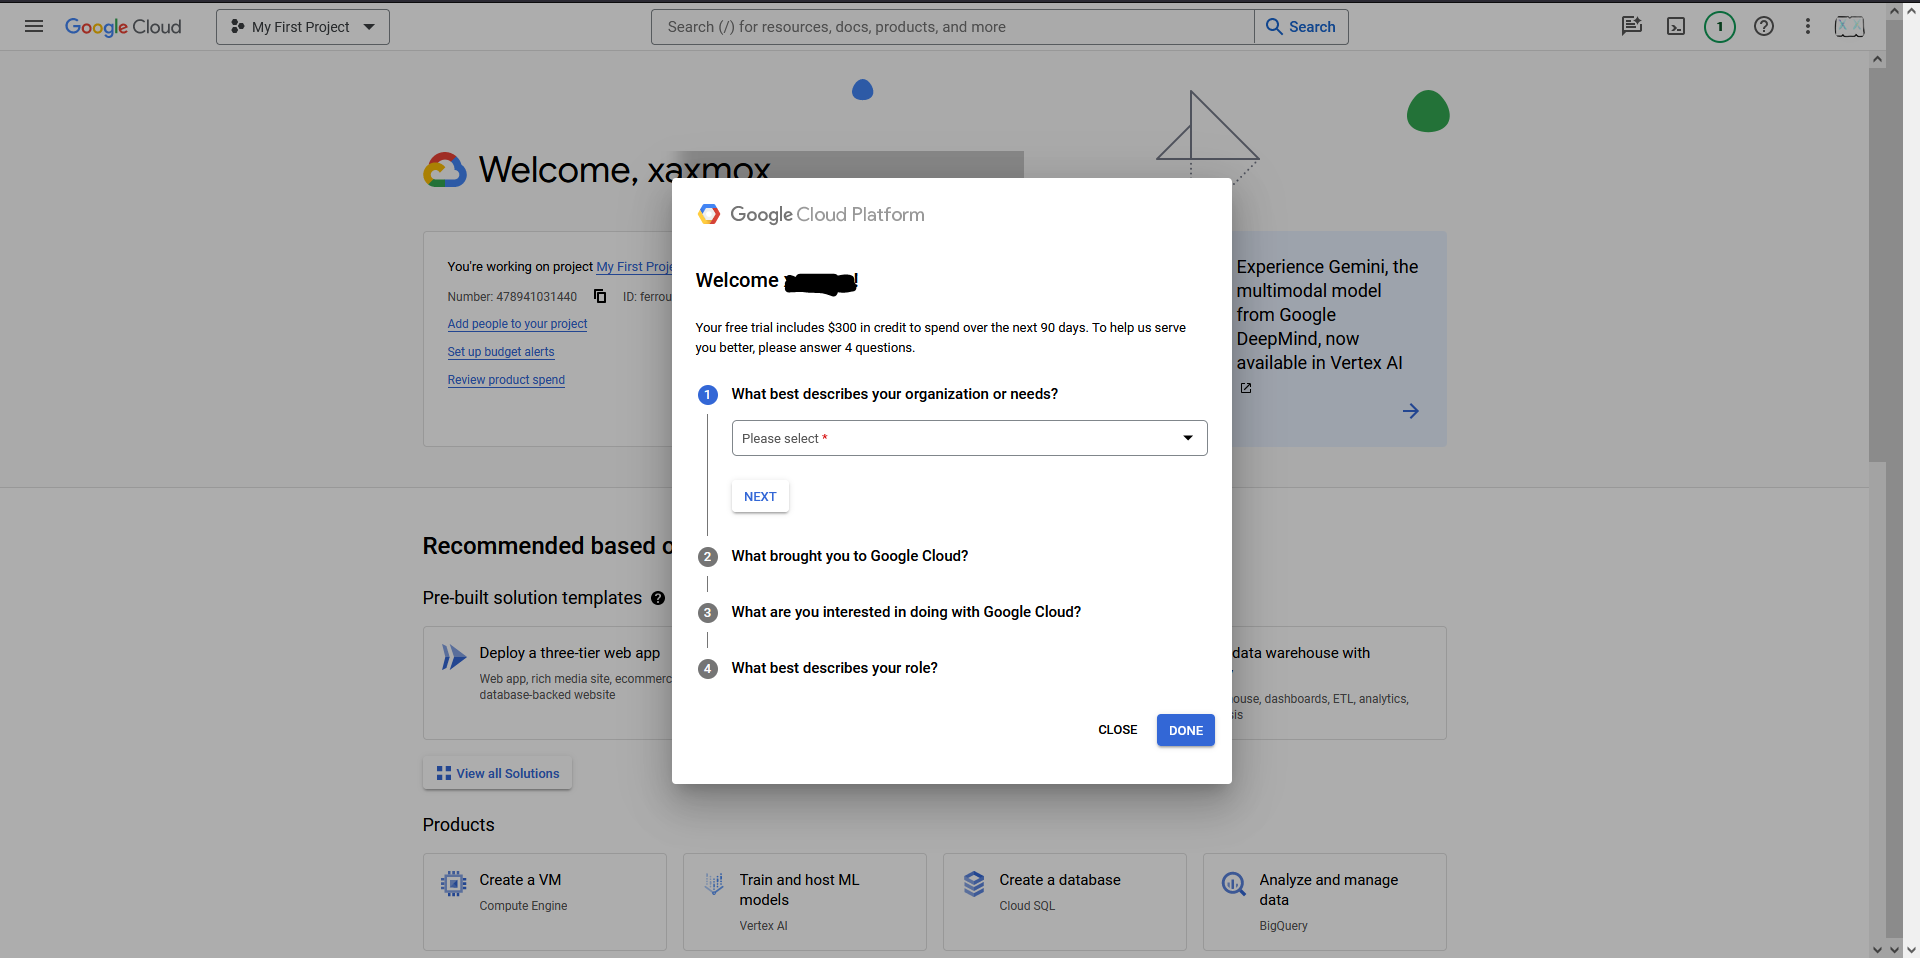 Google Cloud
My First Project
Search (/) for resources, docs, products, and more
Search
1
Welcome, xaxmox
You're working on project My First Proje
Number: 478941031440
ID: ferrou
Add people to your project
Set up budget alerts
Review product spend
Google Cloud Platform
Welcome !
Your free trial includes $300 in credit to spend over the next 90 days. To help us serve
you better, please answer 4 questions.
1 What best describes your organization or needs?
Please select *
NEXT
2 What brought you to Google Cloud?
3 What are you interested in doing with Google Cloud?
4 What best describes your role?
CLOSE
DONE
Experience Gemini, the
multimodal model
from Google
DeepMind, now
available in Vertex AI
Recommended based o
Pre-built solution templates
Deploy a three-tier web app
Web app, rich media site, ecommerc
database-backed website
data warehouse with
ouse, dashboards, ETL, analytics,
sis
View all Solutions
Products
Create a VM
Compute Engine
Train and host ML
models
Vertex AI
Create a database
Cloud SQL
Analyze and manage
data
BigQuery